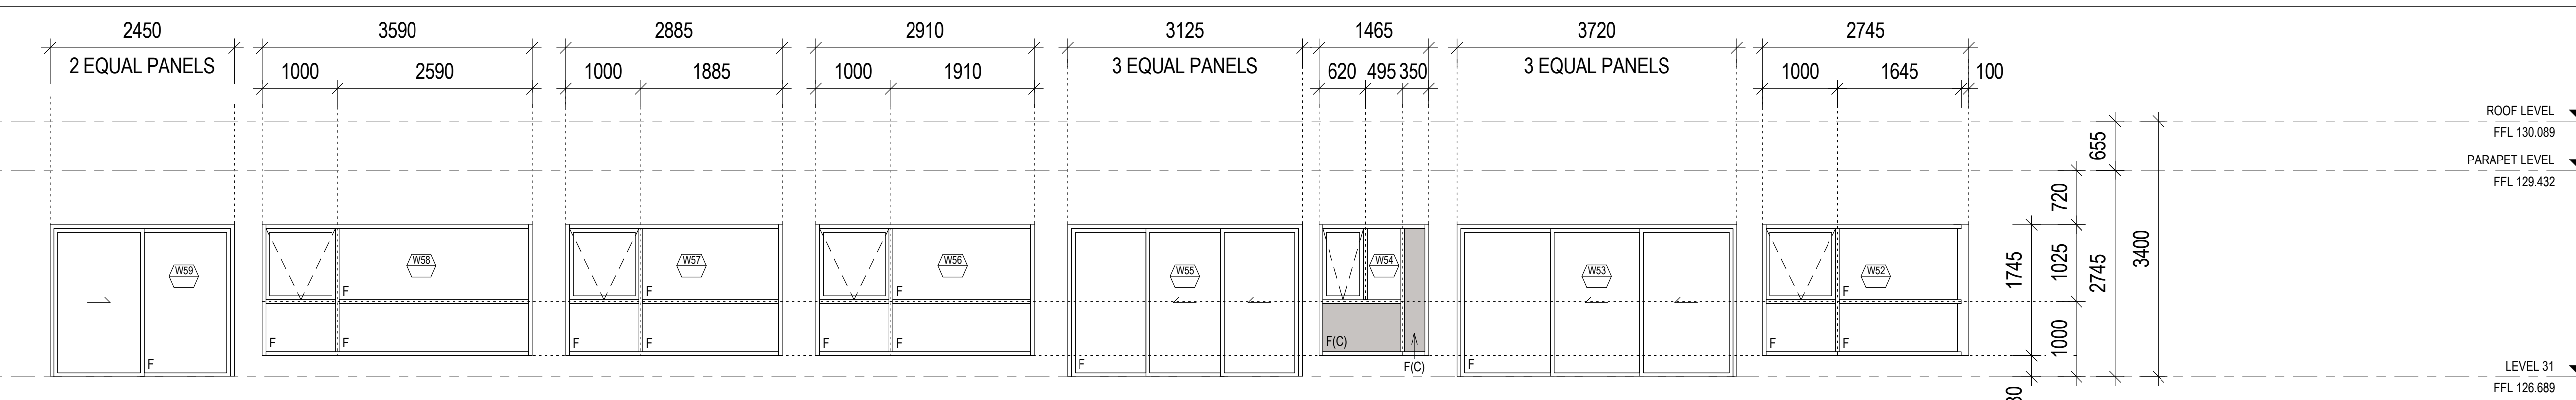 2450
3590
2885
2910
3125
1465
3720
2745
2 EQUAL PANELS
3 EQUAL PANELS
3 EQUAL PANELS
1000
2590
1000
1885
1000
1910
620
495
350
1000
1645
100
ROOF LEVEL
FFL 130.089
655
PARAPET LEVEL
FFL 129.432
720
3400
2745
1025
1745
1000
W59
W58
W57
W56
W55
W54
W53
W52
F
F
F
F
F
F
F
F
F
F
F
F(C)
F
F
F
F
F(C)
LEVEL 31
FFL 126.689